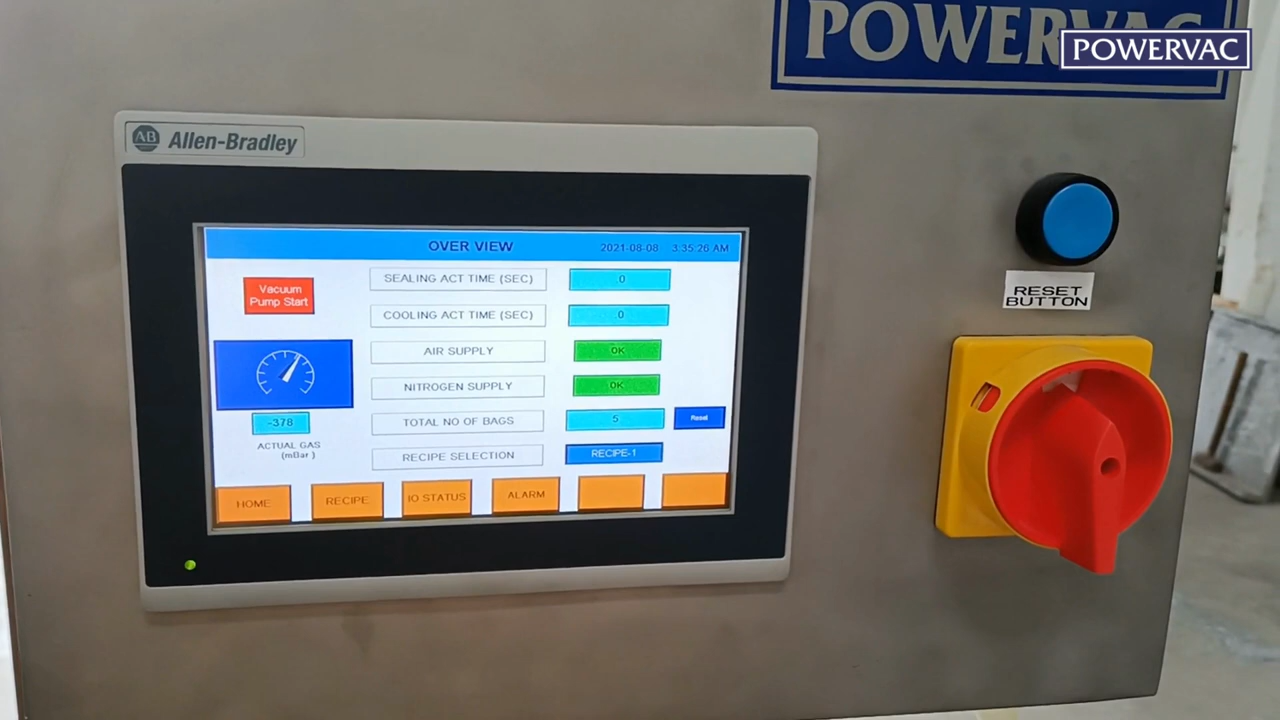 POWERVAC
POWERVAC
AB Allen-Bradley
OVER VIEW 2021-08-08 3:35:26 AM
Vacuum
Pump Start
SEALING ACT TIME (SEC) 0
COOLING ACT TIME (SEC) 0
AIR SUPPLY OK
NITROGEN SUPPLY OK
-378
TOTAL NO OF BAGS 5 Reset
ACTUAL GAS
(mBar )
RECIPE SELECTION RECIPE-1
HOME RECIPE IO STATUS ALARM
RESET
BUTTON